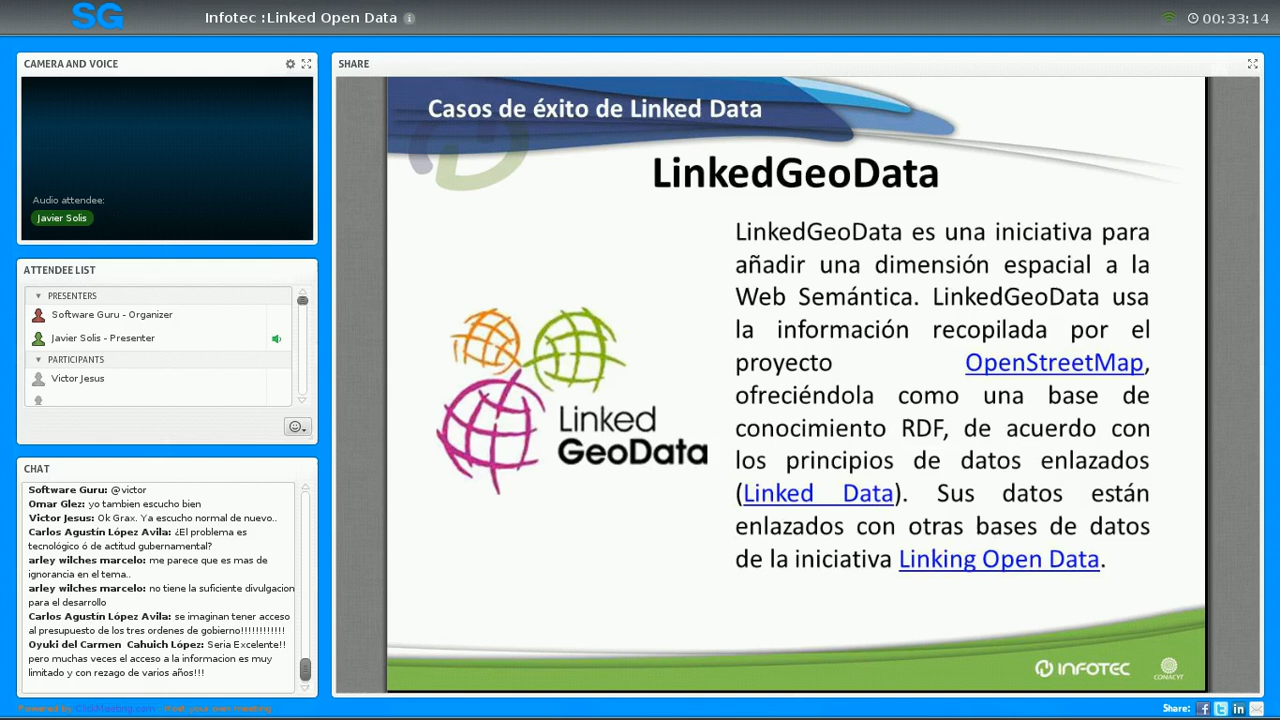 SG
Infotec :Linked Open Data
00:33:14
CAMERA AND VOICE
Audio attendee:
Javier Solis
ATTENDEE LIST
PRESENTERS
Software Guru - Organizer
Javier Solis - Presenter
PARTICIPANTS
Victor Jesus
CHAT
Software Guru: @victor
Omar Glez: yo tambien escucho bien
Victor Jesus: Ok Grax. Ya escucho normal de nuevo..
Carlos Agustín López Avila: ¿El problema es
tecnológico ó de actitud gubernamental?
arley wilches marcelo: me parece que es mas de
ignorancia en el tema..
arley wilches marcelo: no tiene la suficiente divulgacion
para el desarrollo
Carlos Agustín López Avila: se imaginan tener acceso
al presupuesto de los tres ordenes de gobierno!!!!!!!!!!!!
Oyuki del Carmen Cahuich López: Seria Excelente!!
pero muchas veces el acceso a la informacion es muy
limitado y con rezago de varios años!!!
Powered by ClickMeeting.com . Host your own meeting
SHARE
Casos de éxito de Linked Data
LinkedGeoData
Linked
GeoData
LinkedGeoData es una iniciativa para
añadir una dimensión espacial a la
Web Semántica. LinkedGeoData usa
la información recopilada por el
proyecto OpenStreetMap,
ofreciéndola como una base de
conocimiento RDF, de acuerdo con
los principios de datos enlazados
(Linked Data). Sus datos están
enlazados con otras bases de datos
de la iniciativa Linking Open Data.
INFOTEC
CONACYT
Share: